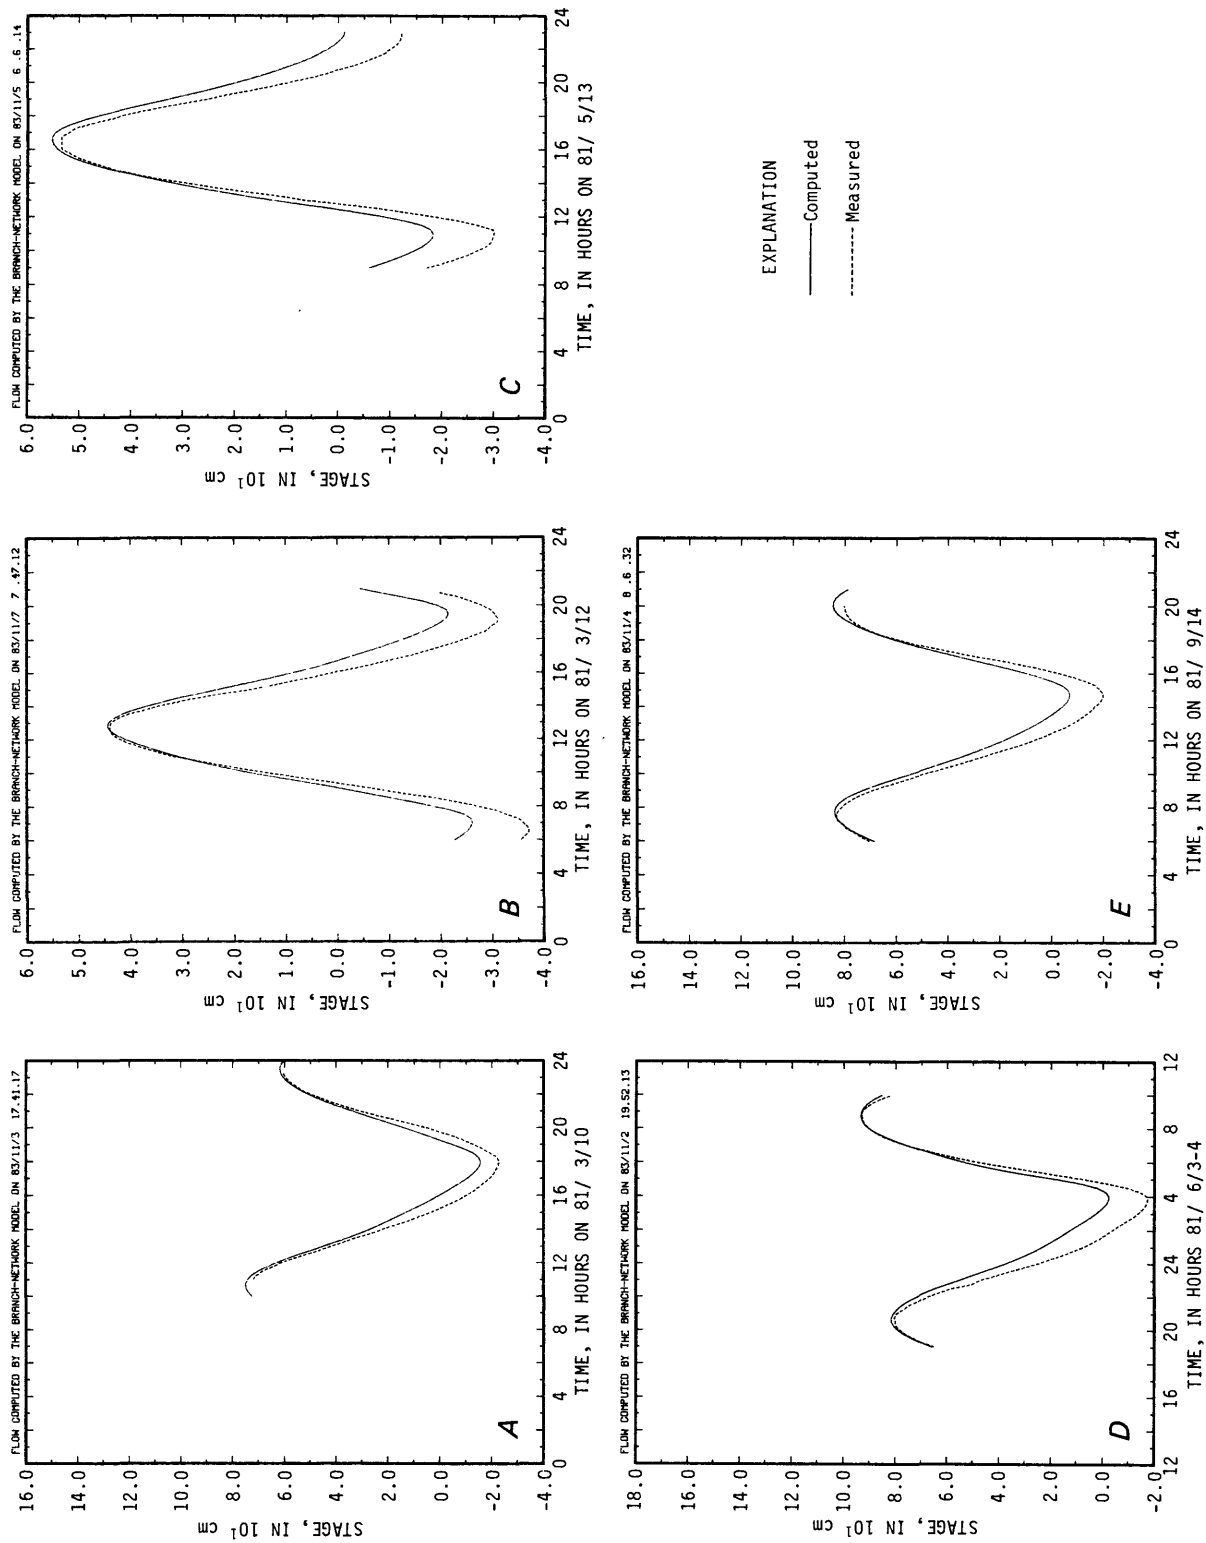 FLOW COMPUTED BY THE BRANCH-NETWORK MODEL ON 83/11/3 17.41.17
16.0
14.0
12.0
10.0
8.0
6.0
4.0
2.0
0.0
-2.0
-4.0
STAGE, IN 10¹ cm
A
0 4 8 12 16 20 24
TIME, IN HOURS ON 81/ 3/10
FLOW COMPUTED BY THE BRANCH-NETWORK MODEL ON 83/11/7 7 .47.12
6.0
5.0
4.0
3.0
2.0
1.0
0.0
-1.0
-2.0
-3.0
-4.0
STAGE, IN 10¹ cm
B
0 4 8 12 16 20 24
TIME, IN HOURS ON 81/ 3/12
FLOW COMPUTED BY THE BRANCH-NETWORK MODEL ON 83/11/5 6 .6 .14
6.0
5.0
4.0
3.0
2.0
1.0
0.0
-1.0
-2.0
-3.0
-4.0
STAGE, IN 10¹ cm
C
0 4 8 12 16 20 24
TIME, IN HOURS ON 81/ 5/13
FLOW COMPUTED BY THE BRANCH-NETWORK MODEL ON 83/11/2 19.52.13
18.0
16.0
14.0
12.0
10.0
8.0
6.0
4.0
2.0
0.0
-2.0
STAGE, IN 10¹ cm
D
12 16 20 24 4 8 12
TIME, IN HOURS 81/ 6/3-4
FLOW COMPUTED BY THE BRANCH-NETWORK MODEL ON 83/11/4 8 .6 .32
16.0
14.0
12.0
10.0
8.0
6.0
4.0
2.0
0.0
-2.0
-4.0
STAGE, IN 10¹ cm
E
0 4 8 12 16 20 24
TIME, IN HOURS ON 81/ 9/14
EXPLANATION
Computed
Measured